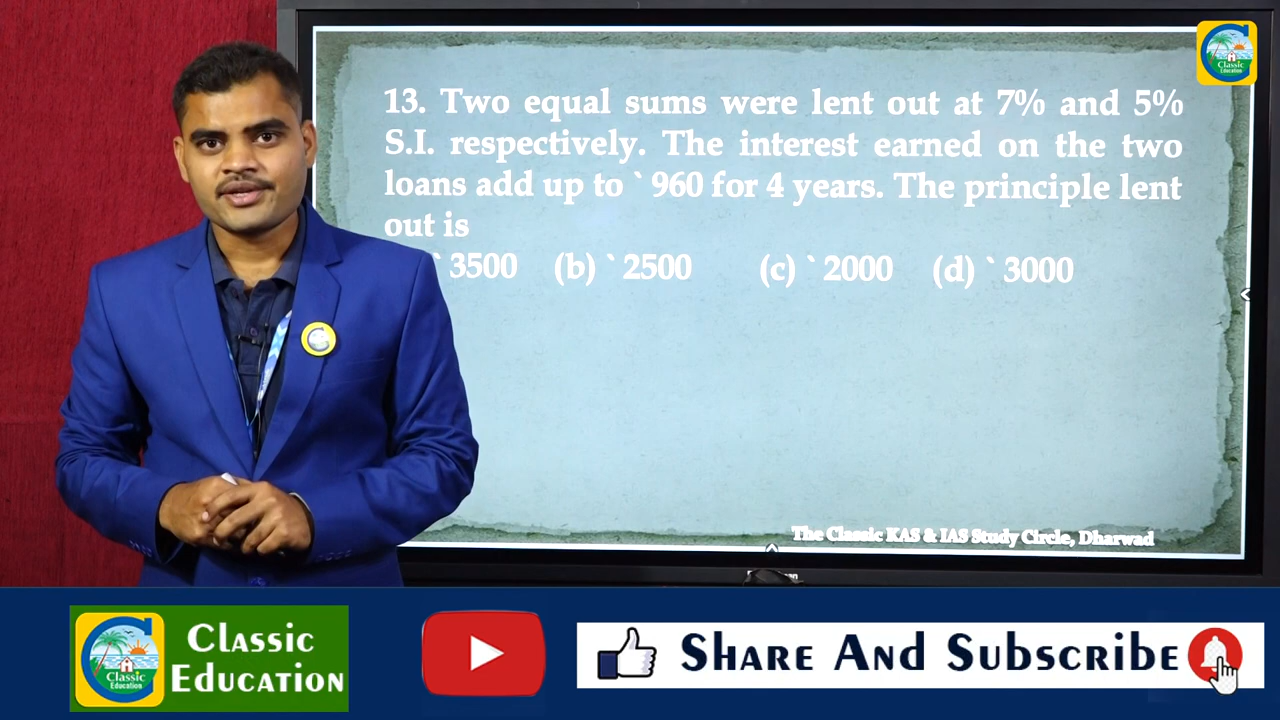 Classic
Education
13. Two equal sums were lent out at 7% and 5%
S.I. respectively. The interest earned on the two
loans add up to ` 960 for 4 years. The principle lent
out is
` 3500 (b) ` 2500 (c) ` 2000 (d) ` 3000
The Classic KAS & IAS Study Circle, Dharwad
Classic
Education
Classic
Education
Share And Subscribe